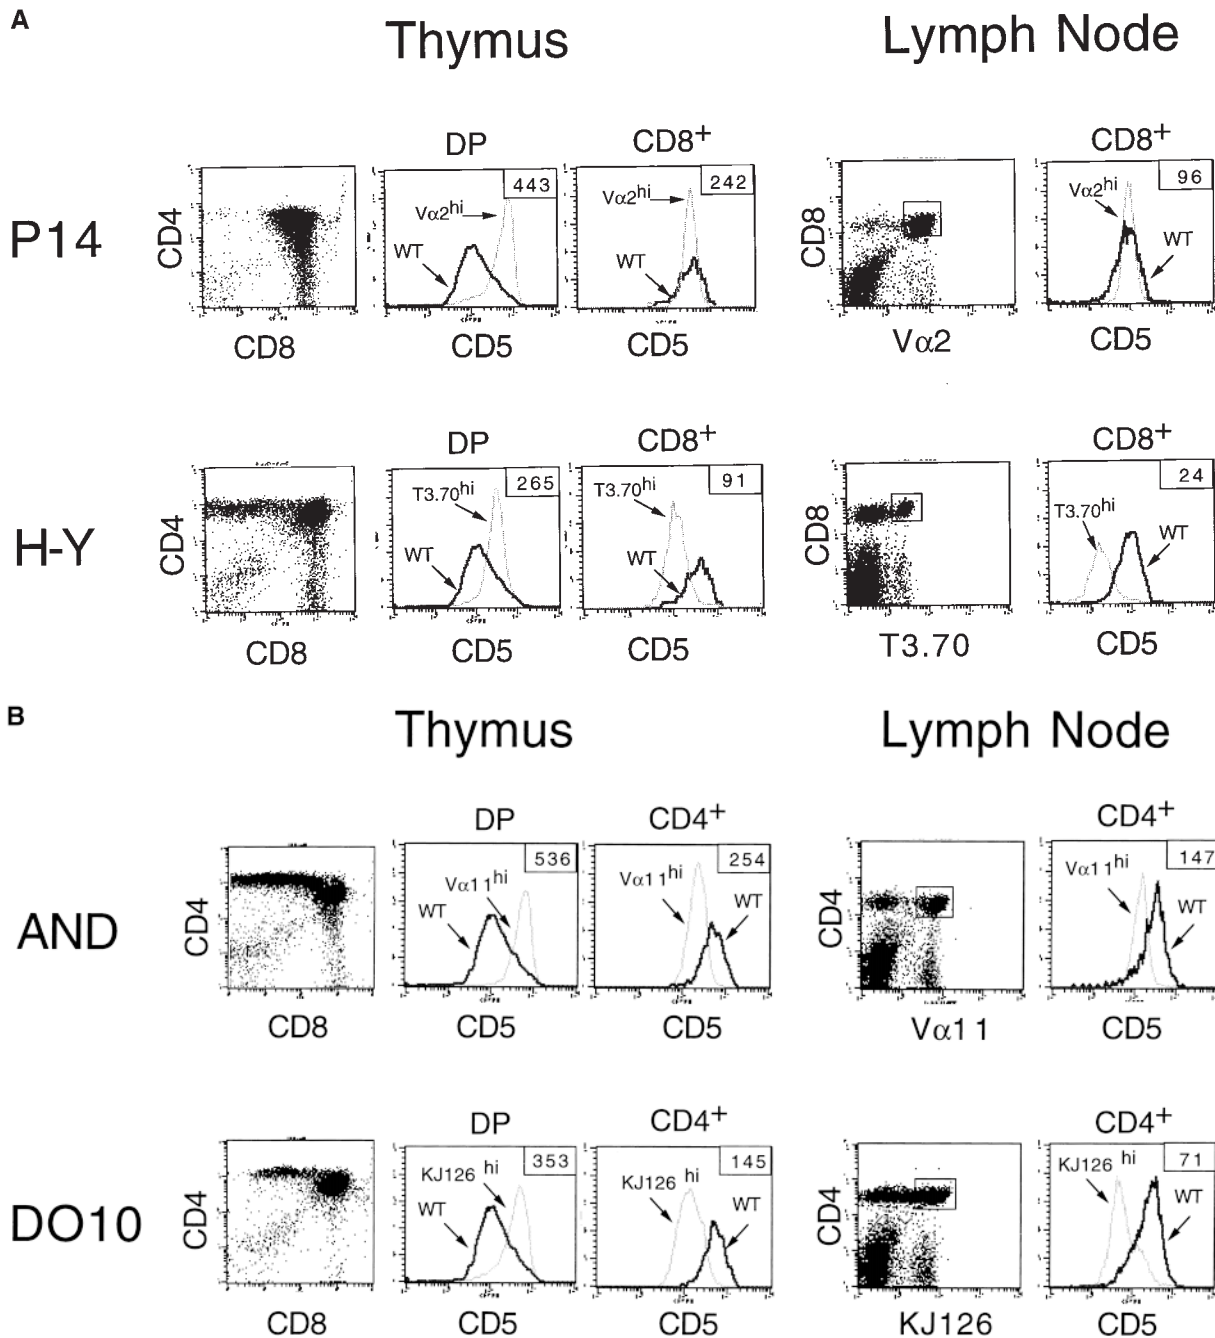 A
Thymus
Lymph Node
P14
CD4
CD8
DP
443
Vα2hi
WT
CD5
CD8+
242
Vα2hi
WT
CD5
CD8
Vα2
CD8+
96
Vα2hi
WT
CD5
H-Y
CD4
CD8
DP
265
T3.70hi
WT
CD5
CD8+
91
T3.70hi
WT
CD5
CD8
T3.70
CD8+
24
T3.70hi
WT
CD5
B
Thymus
Lymph Node
AND
CD4
CD8
DP
536
Vα11hi
WT
CD5
CD4+
254
Vα11hi
WT
CD5
CD4
Vα11
CD4+
147
Vα11hi
WT
CD5
DO10
CD4
CD8
DP
353
KJ126 hi
WT
CD5
CD4+
145
KJ126 hi
WT
CD5
CD4
KJ126
CD4+
71
KJ126 hi
WT
CD5